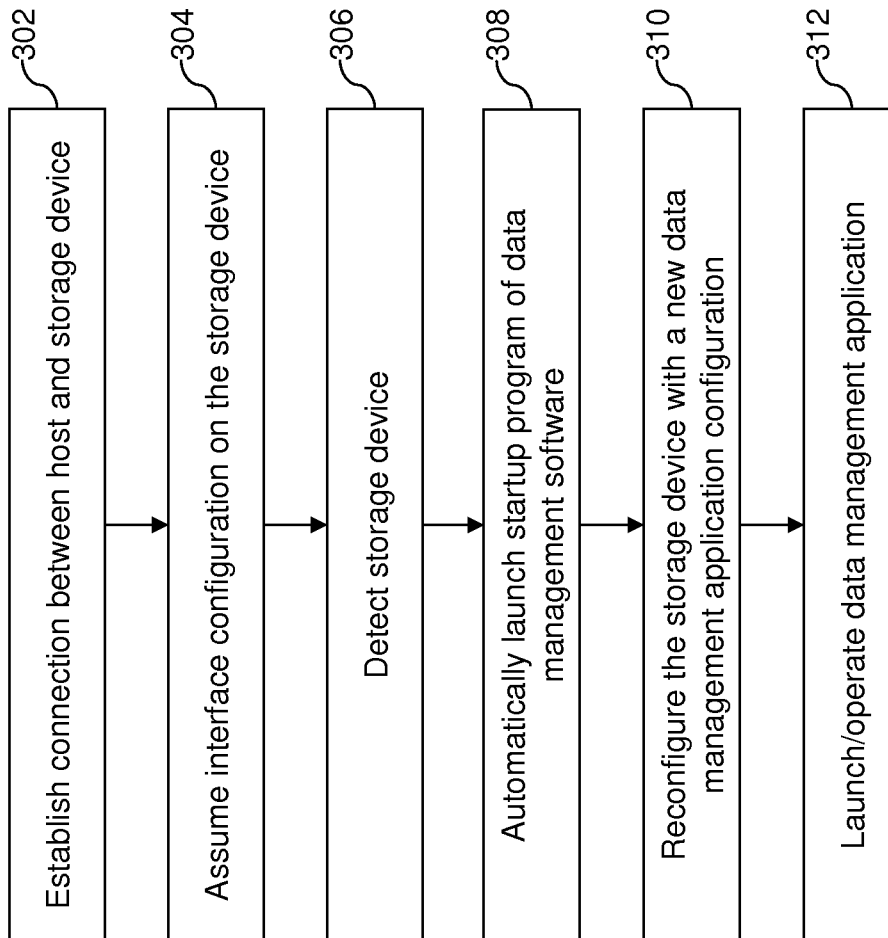 302
Establish connection between host and storage device
304
Assume interface configuration on the storage device
306
Detect storage device
308
Automatically launch startup program of data
management software
310
Reconfigure the storage device with a new data
management application configuration
312
Launch/operate data management application